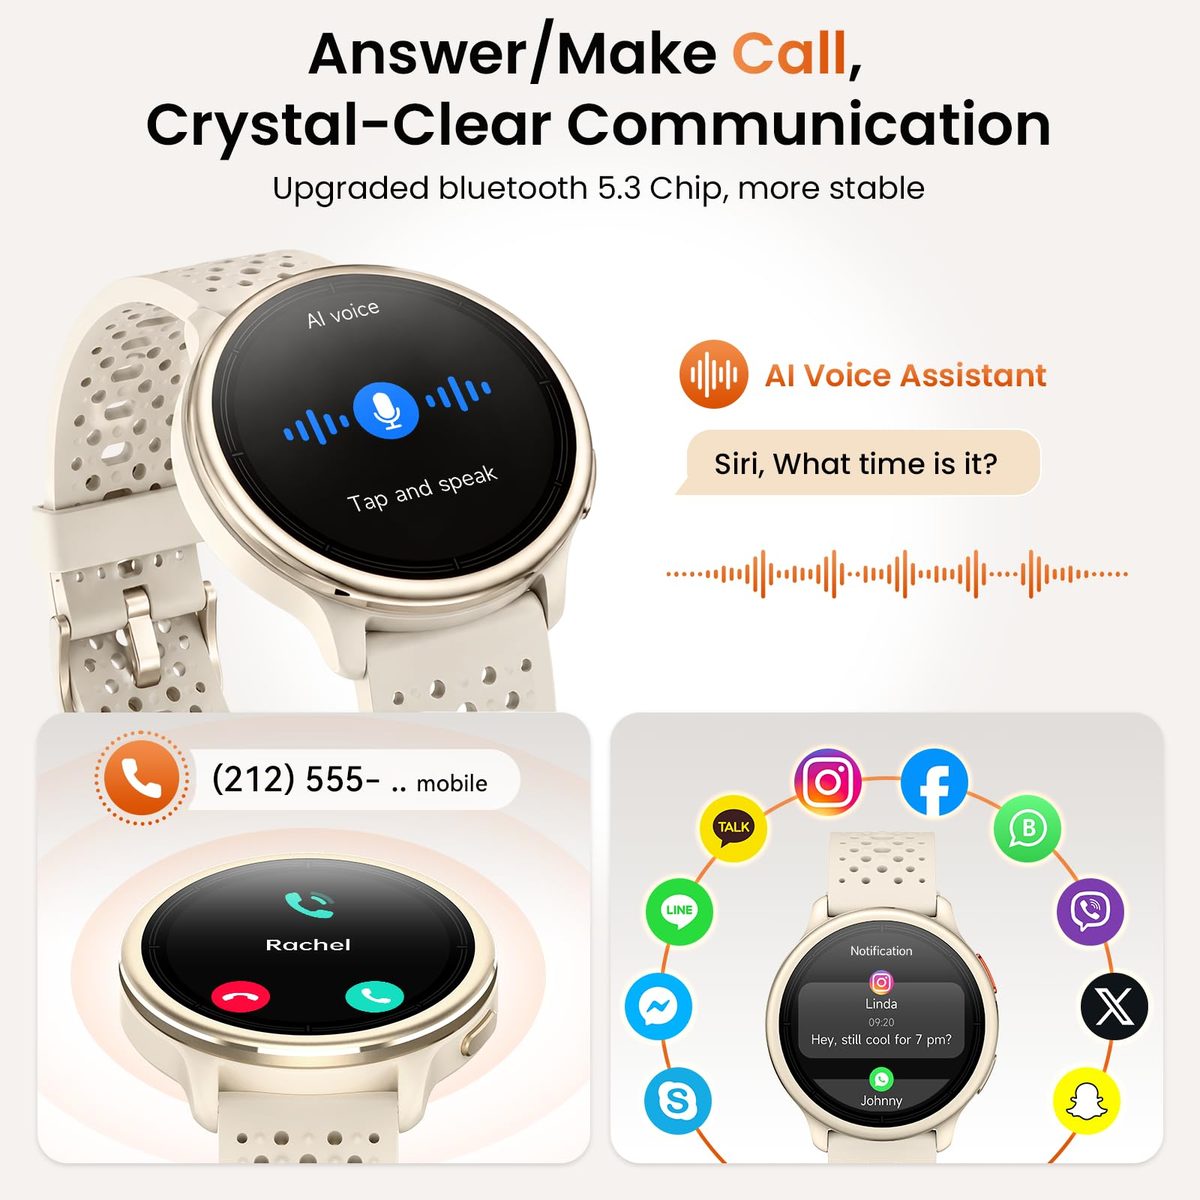 Answer/Make Call,
Crystal-Clear Communication
Upgraded bluetooth 5.3 Chip, more stable
AI voice
Tap and speak
AI Voice Assistant
Siri, What time is it?
(212) 555- .. mobile
Rachel
TALK
LINE
B
Notification
Linda
09:20
Hey, still cool for 7 pm?
Johnny